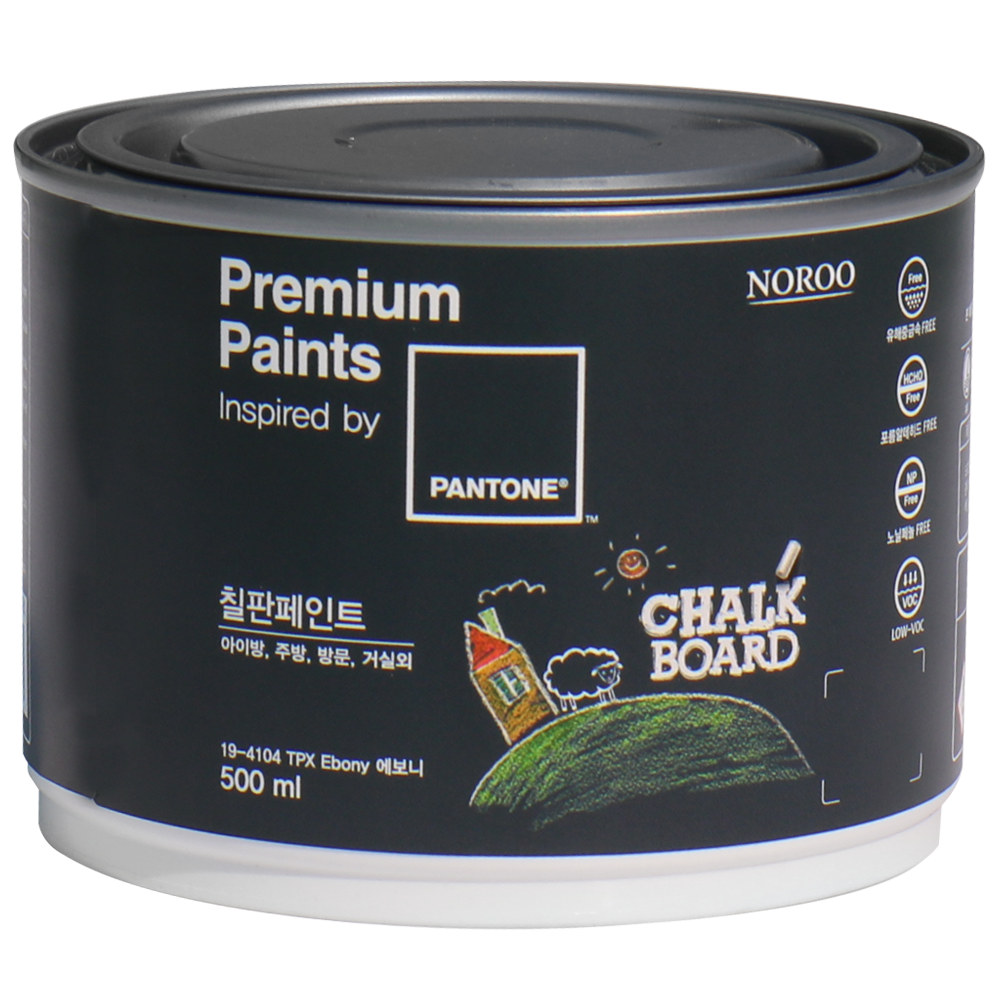 Premium
Paints
Inspired by
PANTONE®
TM
NOROO
Free
유해중금속 FREE
HCHO
Free
포름알데히드 FREE
NP
Free
노닐페놀 FREE
VOC
LOW-VOC
칠판페인트
아이방, 주방, 방문, 거실외
CHALK
BOARD
19-4104 TPX Ebony 에보니
500 ml